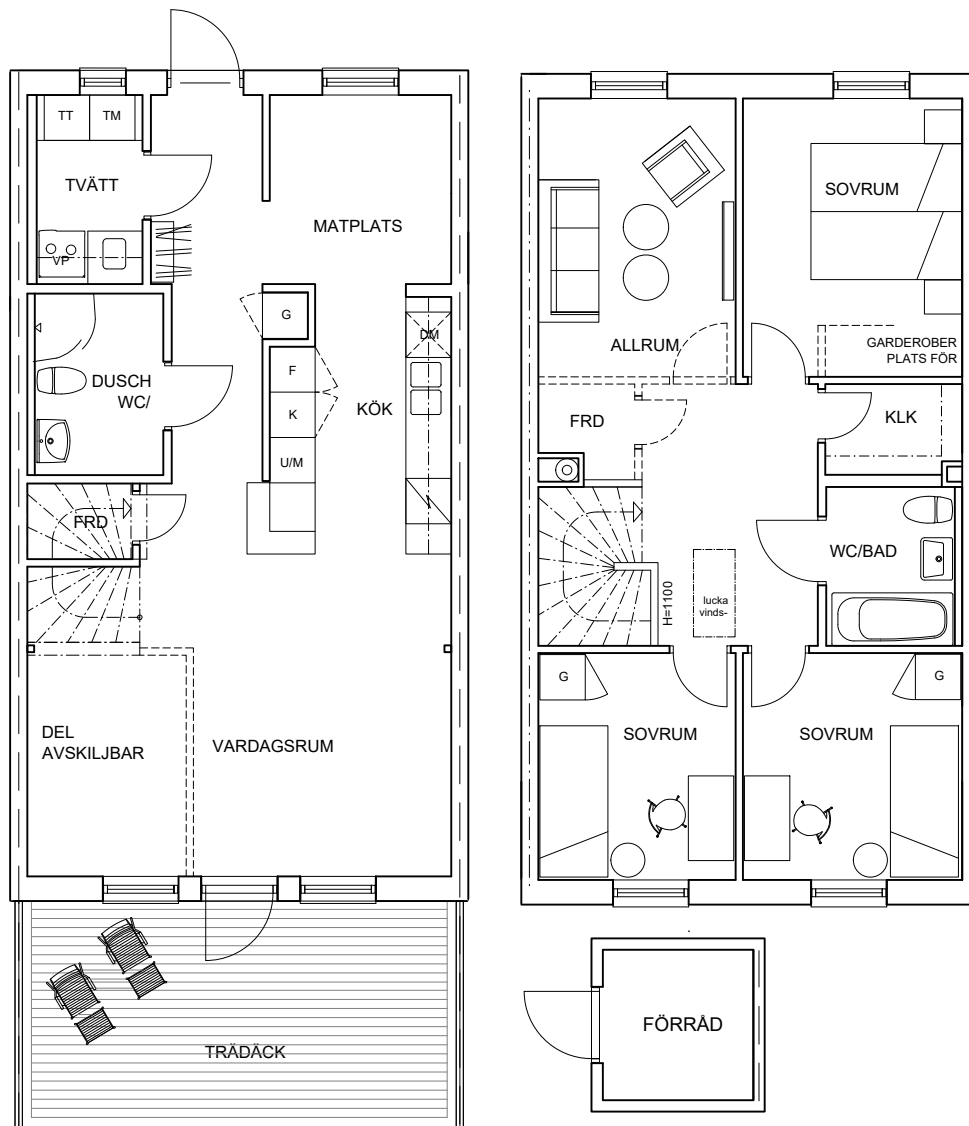 TT
TM
TVÄTT
VP
MATPLATS
G
DM
DUSCH
WC/
F
K
KÖK
U/M
FRD
DEL
AVSKILJBAR
VARDAGSRUM
TRÄDÄCK
SOVRUM
ALLRUM
GARDEROBER
PLATS FÖR
FRD
KLK
WC/BAD
H=1100
lucka
vinds-
G
G
SOVRUM
SOVRUM
FÖRRÅD